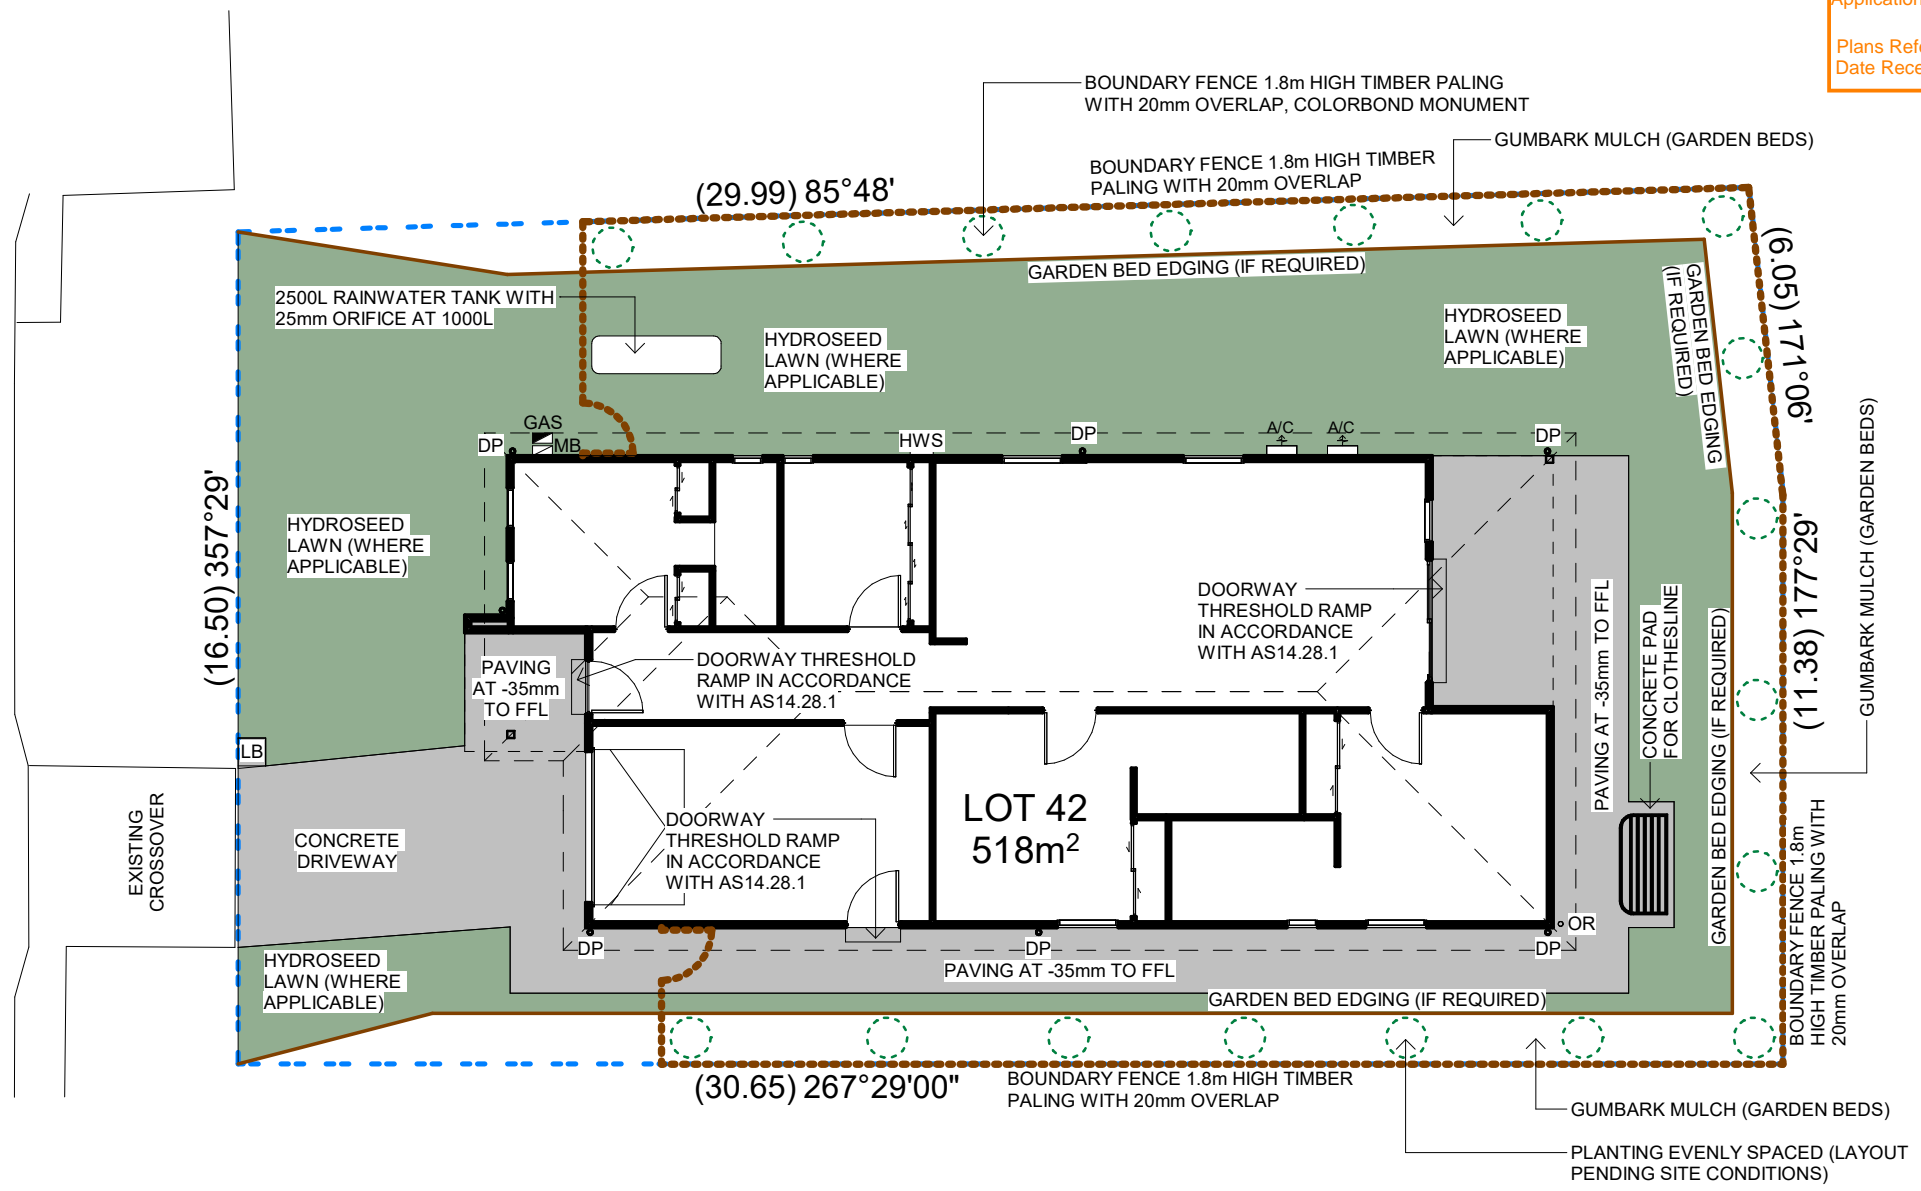 Application
Plans Refe
Date Rece
BOUNDARY FENCE 1.8m HIGH TIMBER PALING
WITH 20mm OVERLAP, COLORBOND MONUMENT
GUMBARK MULCH (GARDEN BEDS)
BOUNDARY FENCE 1.8m HIGH TIMBER
PALING WITH 20mm OVERLAP
(29.99) 85°48'
GARDEN BED EDGING (IF REQUIRED)
(6.05) 171°06'
GARDEN BED EDGING
(IF REQUIRED)
2500L RAINWATER TANK WITH
25mm ORIFICE AT 1000L
HYDROSEED
LAWN (WHERE
APPLICABLE)
HYDROSEED
LAWN (WHERE
APPLICABLE)
GUMBARK MULCH (GARDEN BEDS)
GAS
DP
MB
HWS
DP
A/C
A/C
DP
(16.50) 357°29'
HYDROSEED
LAWN (WHERE
APPLICABLE)
(11.38) 177°29'
DOORWAY
THRESHOLD RAMP
IN ACCORDANCE
WITH AS14.28.1
PAVING AT -35mm TO FFL
CONCRETE PAD
FOR CLOTHESLINE
GARDEN BED EDGING (IF REQUIRED)
PAVING
AT -35mm
TO FFL
DOORWAY THRESHOLD
RAMP IN ACCORDANCE
WITH AS14.28.1
LB
EXISTING
CROSSOVER
CONCRETE
DRIVEWAY
DOORWAY
THRESHOLD RAMP
IN ACCORDANCE
WITH AS14.28.1
LOT 42
518m²
BOUNDARY FENCE 1.8m
HIGH TIMBER PALING WITH
20mm OVERLAP
OR
DP
DP
DP
HYDROSEED
LAWN (WHERE
APPLICABLE)
PAVING AT -35mm TO FFL
GARDEN BED EDGING (IF REQUIRED)
(30.65) 267°29'00"
BOUNDARY FENCE 1.8m HIGH TIMBER
PALING WITH 20mm OVERLAP
GUMBARK MULCH (GARDEN BEDS)
PLANTING EVENLY SPACED (LAYOUT
PENDING SITE CONDITIONS)